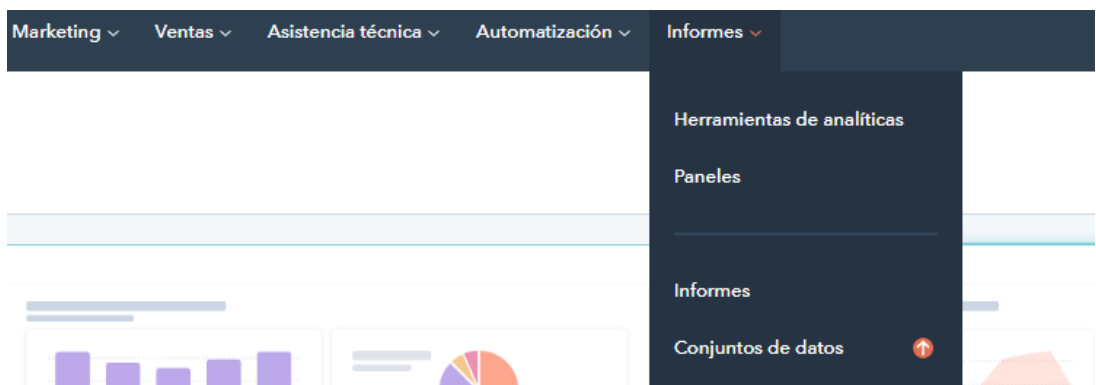 Marketing Ventas Asistencia técnica Automatización Informes
Herramientas de analíticas
Paneles
Informes
Conjuntos de datos